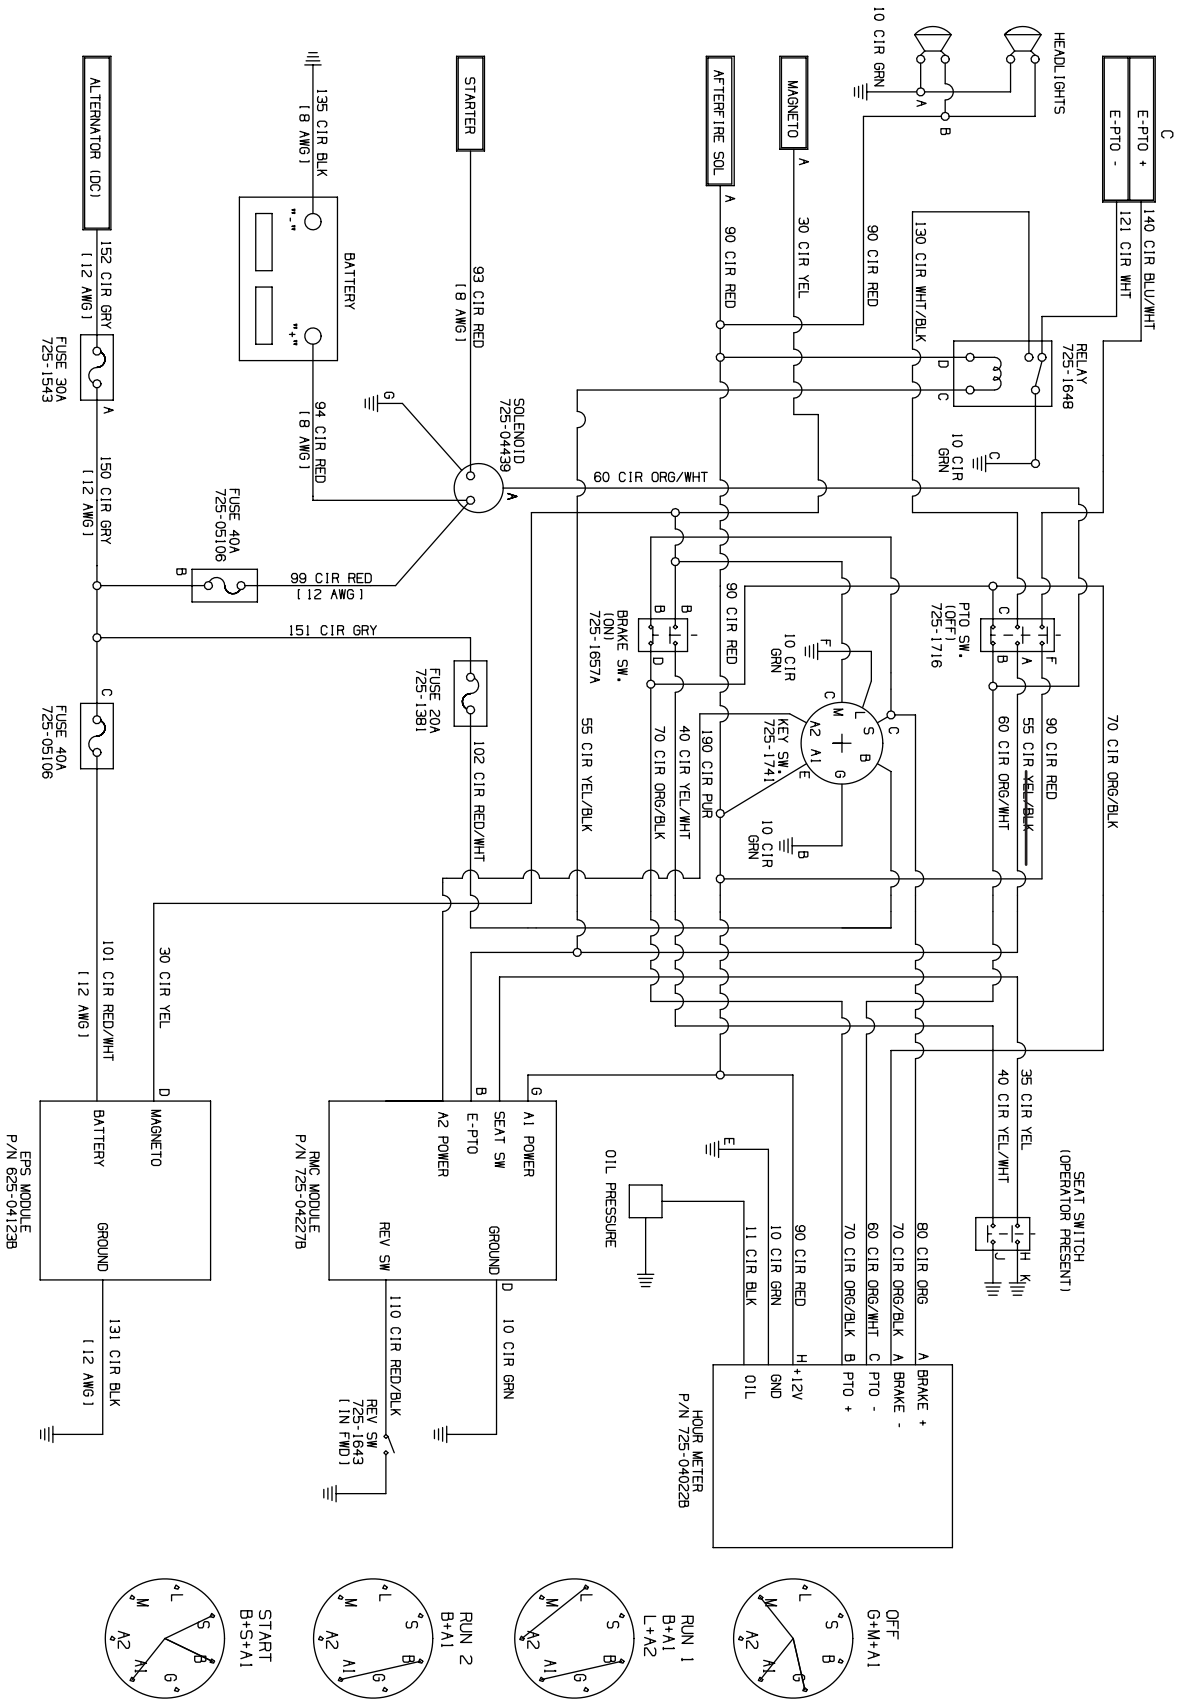 C
E-PTO +
E-PTO -
140 CIR BLU/WHT
121 CIR WHT
HEADLIGHTS
10 CIR GRN
A
B
MAGNETO
A
30 CIR YEL
90 CIR RED
130 CIR WHT/BLK
AFTERFIRE SOL
A
90 CIR RED
RELAY
725-1648
D
C
10 CIR
GRN
C
STARTER
93 CIR RED
[8 AWG]
135 CIR BLK
[8 AWG]
BATTERY
"-"
"+"
94 CIR RED
[8 AWG]
G
SOLENOID
725-04439
A
60 CIR ORG/WHT
ALTERNATOR (DC)
152 CIR GRY
[12 AWG]
FUSE 30A
725-1543
A
150 CIR GRY
[12 AWG]
FUSE 40A
725-05106
B
99 CIR RED
[12 AWG]
151 CIR GRY
FUSE 20A
725-1381
102 CIR RED/WHT
C
FUSE 40A
725-05106
101 CIR RED/WHT
[12 AWG]
30 CIR YEL
PTO SW.
(OFF)
725-1716
C
B
A
F
70 CIR ORG/BLK
90 CIR RED
55 CIR YEL/BLK
60 CIR ORG/WHT
BRAKE SW.
(ON)
725-1657A
B
B
D
90 CIR RED
10 CIR
GRN
F
C
C
M
L
S
B
G
A1
A2
E
KEY SW.
725-1741
10 CIR
GRN
B
190 CIR PUR
40 CIR YEL/WHT
70 CIR ORG/BLK
55 CIR YEL/BLK
35 CIR YEL
40 CIR YEL/WHT
SEAT SWITCH
(OPERATOR PRESENT)
H
K
J
80 CIR ORG
70 CIR ORG/BLK
60 CIR ORG/WHT
70 CIR ORG/BLK
90 CIR RED
10 CIR GRN
11 CIR BLK
E
OIL PRESSURE
A BRAKE +
A BRAKE -
C PTO -
B PTO +
H +12V
GND
OIL
HOUR METER
P/N 725-04022B
G
B
A1 POWER
SEAT SW
E-PTO
A2 POWER
GROUND
REV SW
D
RMC MODULE
P/N 725-04227B
10 CIR GRN
110 CIR RED/BLK
REV SW
725-1643
[IN FWD]
D
MAGNETO
BATTERY
GROUND
EPS MODULE
P/N 625-04123B
131 CIR BLK
[12 AWG]
OFF
G+M+A1
L
S
B
G
A1
A2
M
RUN 1
B+A1
L+A2
L
S
B
G
A1
A2
M
RUN 2
B+A1
L
S
B
G
A1
A2
M
START
B+S+A1
L
S
B
G
A1
A2
M